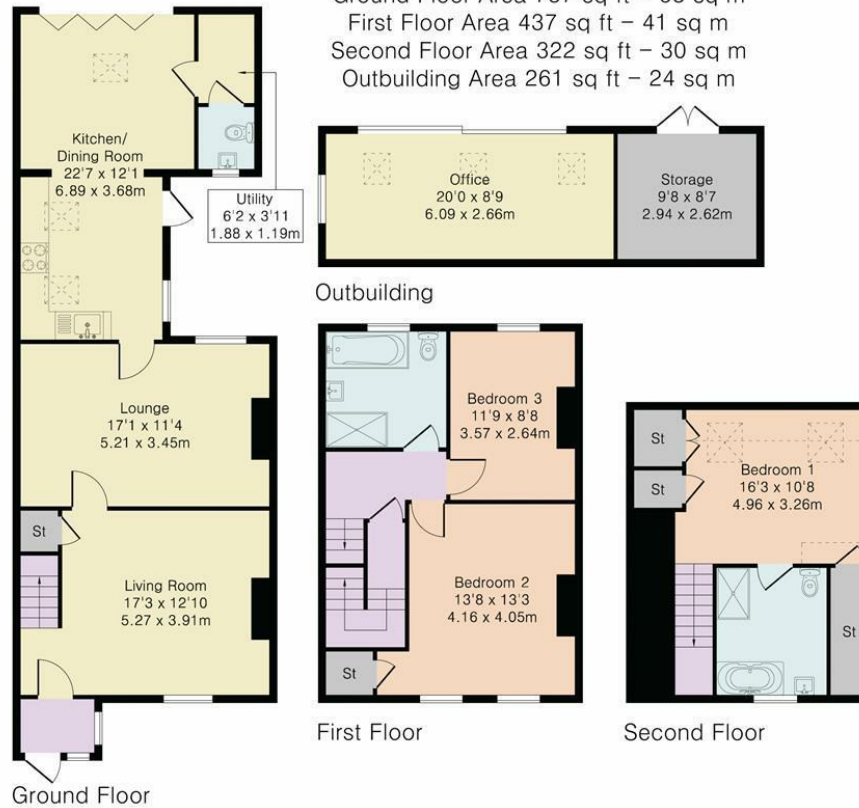 First Floor Area 437 sq ft – 41 sq m
Second Floor Area 322 sq ft – 30 sq m
Outbuilding Area 261 sq ft – 24 sq m
Kitchen/
Dining Room
22'7 x 12'1
6.89 x 3.68m
Utility
6'2 x 3'11
1.88 x 1.19m
Office
20'0 x 8'9
6.09 x 2.66m
Storage
9'8 x 8'7
2.94 x 2.62m
Outbuilding
Lounge
17'1 x 11'4
5.21 x 3.45m
St
Living Room
17'3 x 12'10
5.27 x 3.91m
Ground Floor
Bedroom 3
11'9 x 8'8
3.57 x 2.64m
Bedroom 2
13'8 x 13'3
4.16 x 4.05m
St
First Floor
St
St
Bedroom 1
16'3 x 10'8
4.96 x 3.26m
St
Second Floor